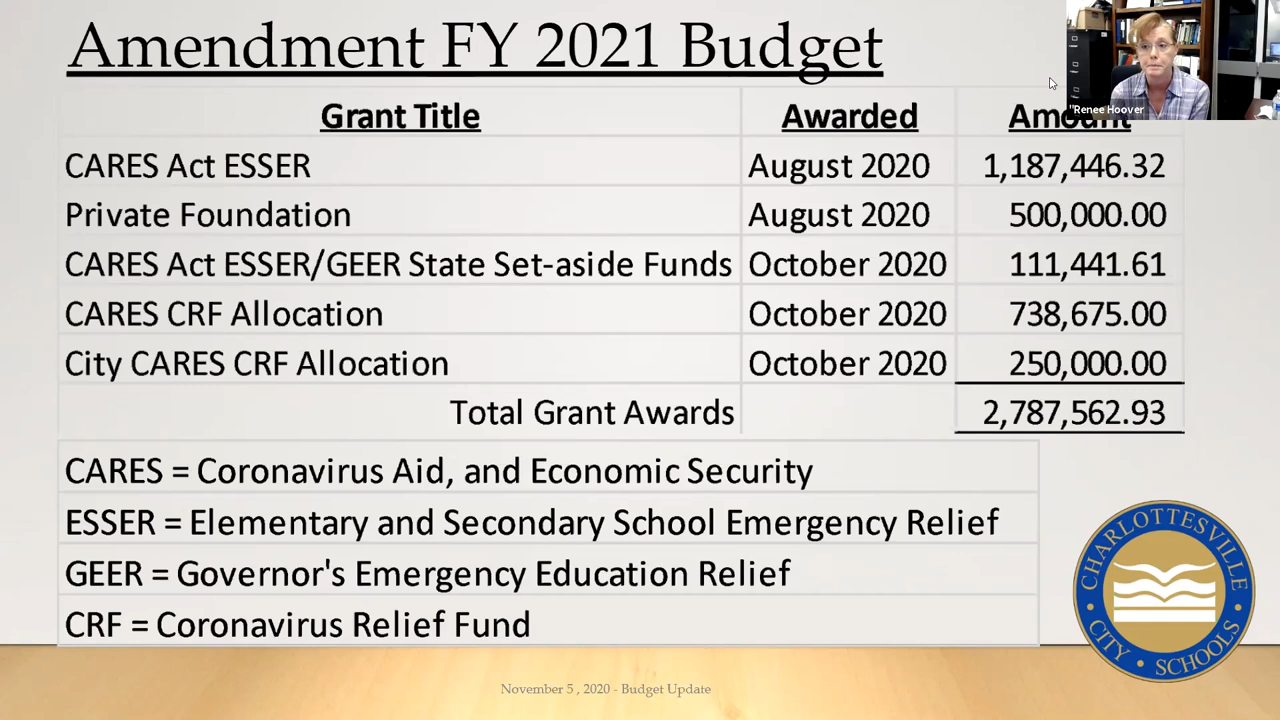 Amendment FY 2021 Budget
"Renee Hoover
Grant Title Awarded Amount
CARES Act ESSER August 2020 1,187,446.32
Private Foundation August 2020 500,000.00
CARES Act ESSER/GEER State Set-aside Funds October 2020 111,441.61
CARES CRF Allocation October 2020 738,675.00
City CARES CRF Allocation October 2020 250,000.00
Total Grant Awards 2,787,562.93
CARES = Coronavirus Aid, and Economic Security
ESSER = Elementary and Secondary School Emergency Relief
GEER = Governor's Emergency Education Relief
CRF = Coronavirus Relief Fund
CHARLOTTESVILLE
• CITY • SCHOOLS •
November 5 , 2020 - Budget Update